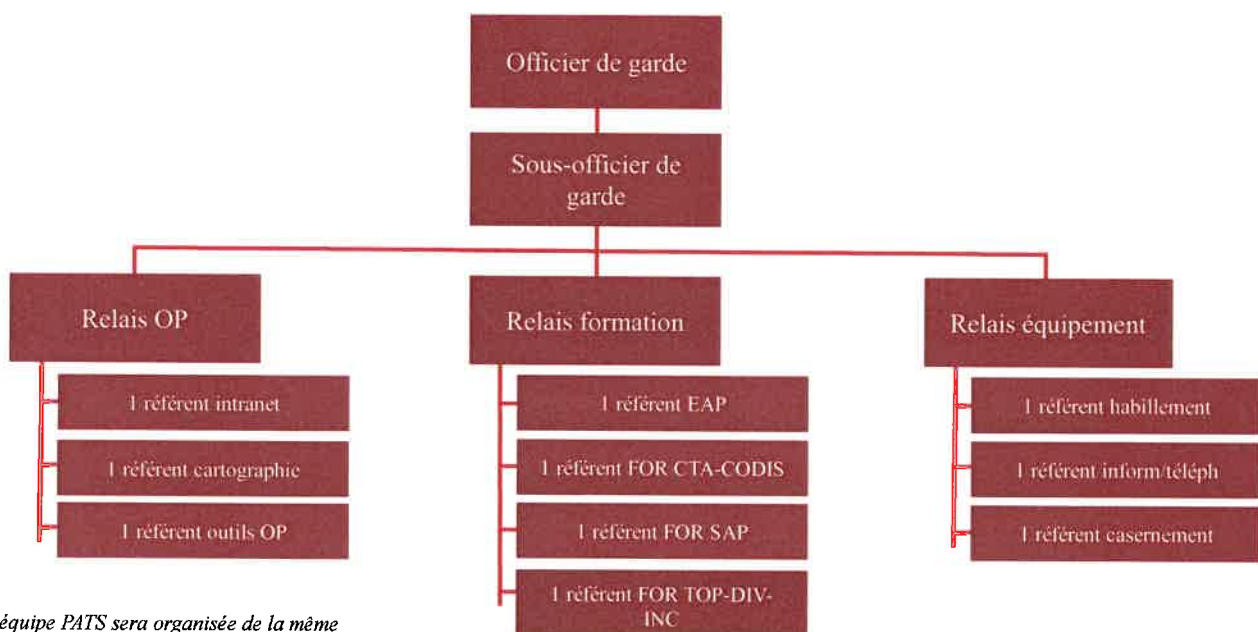 Officier de garde
Sous-officier de
garde
Relais OP
Relais formation
Relais équipement
1 référent intranet
1 référent cartographie
1 référent outils OP
1 référent EAP
1 référent FOR CTA-CODIS
1 référent FOR SAP
1 référent FOR TOP-DIV-
INC
1 référent habillement
1 référent inform/téléph
1 référent casernement
équipe PATS sera organisée de la même